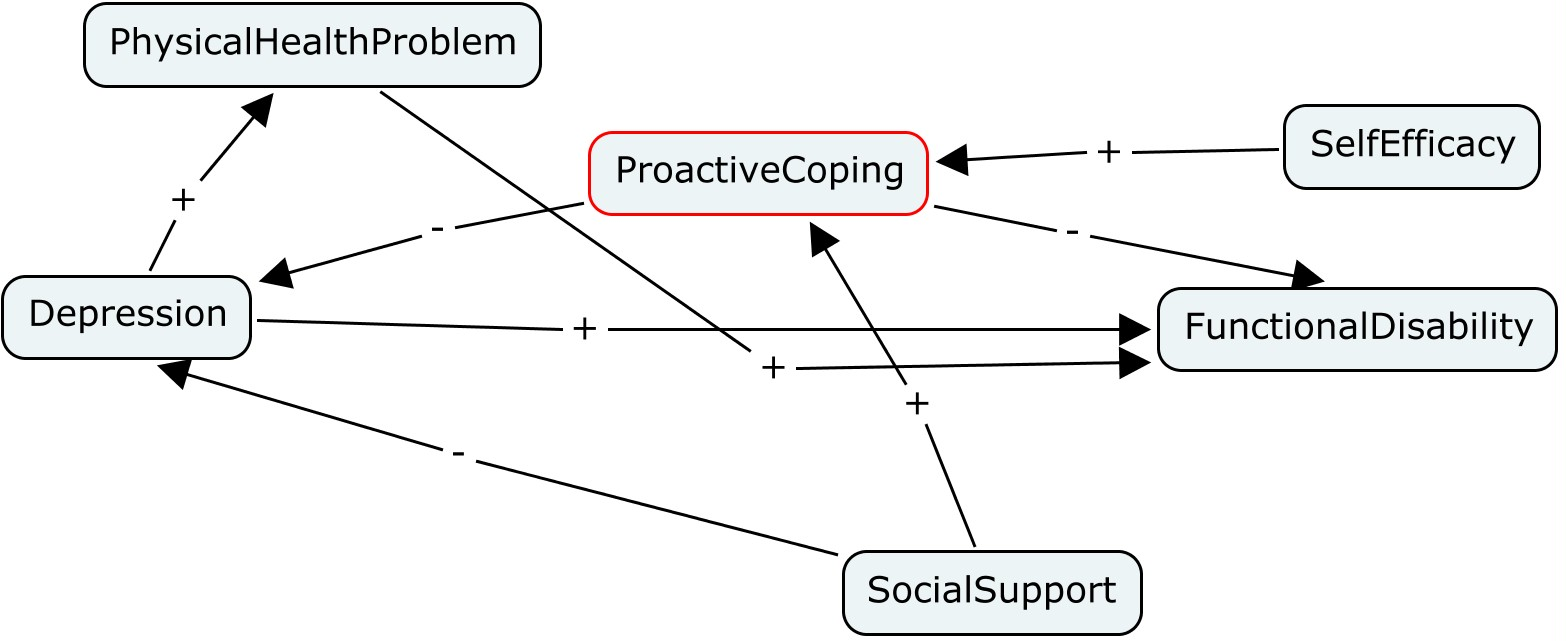 PhysicalHealthProblem
SelfEfficacy
+
ProactiveCoping
+
-
-
Depression
FunctionalDisability
+
+
+
-
SocialSupport